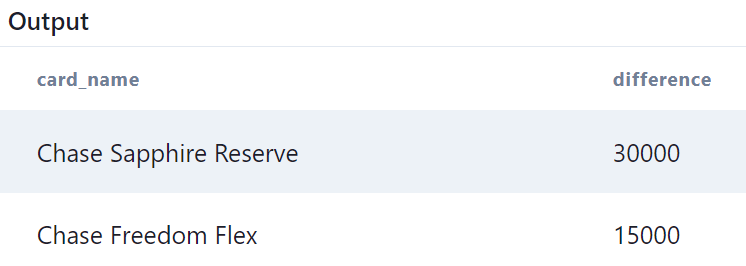 Output
card_name difference
Chase Sapphire Reserve 30000
Chase Freedom Flex 15000